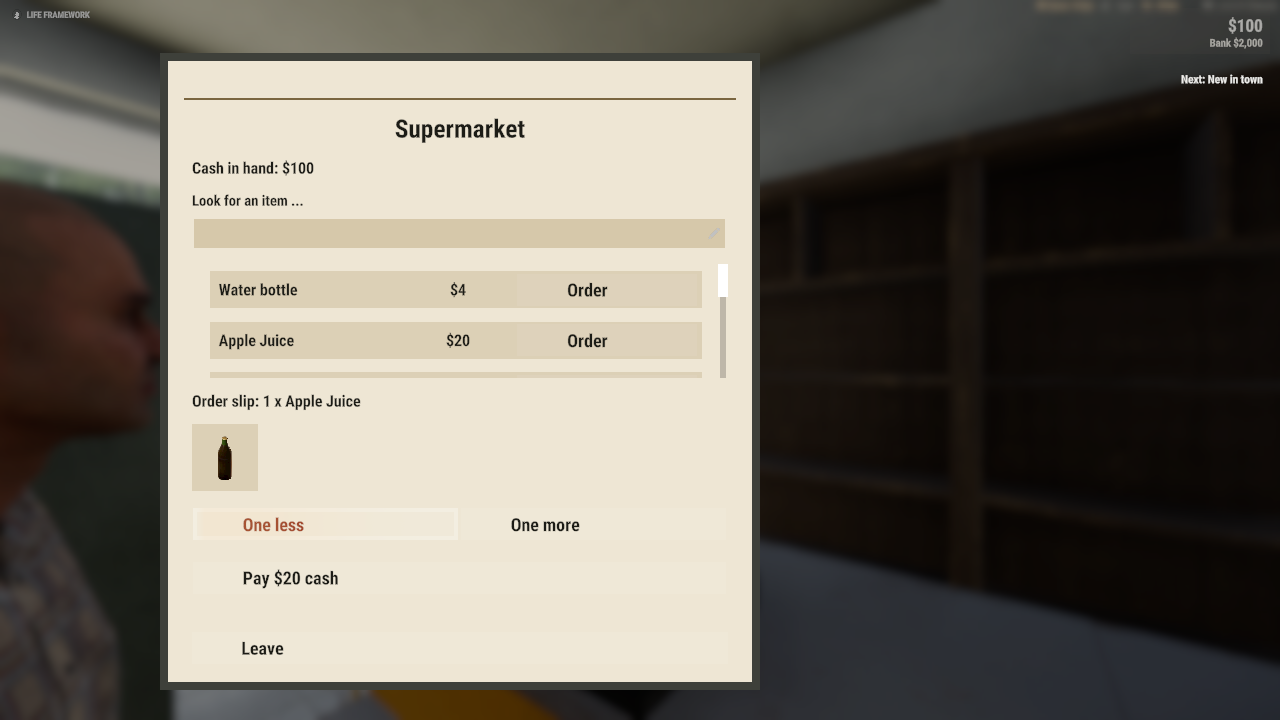 LIFE FRAMEWORK
$100
Bank $2,000
Next: New in town
Supermarket
Cash in hand: $100
Look for an item ...
Water bottle $4 Order
Apple Juice $20 Order
Order slip: 1 x Apple Juice
One less One more
Pay $20 cash
Leave